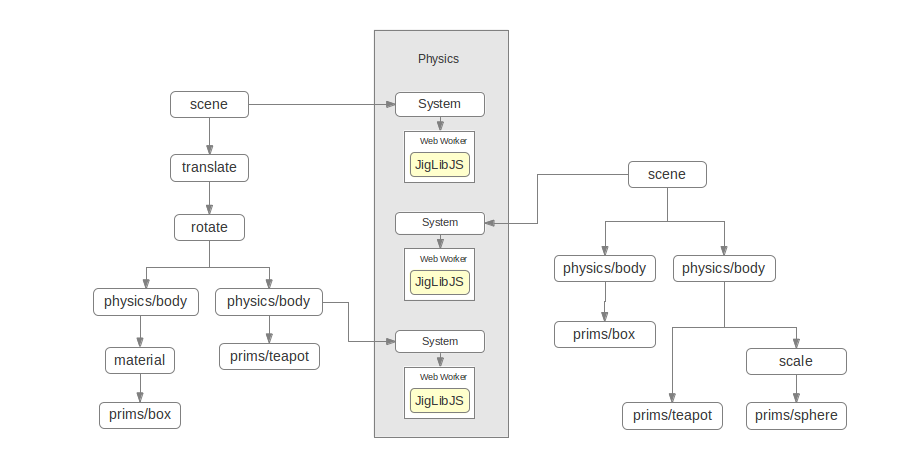 Physics
scene
translate
rotate
physics/body
physics/body
material
prims/teapot
prims/box
System
Web Worker
JigLibJS
System
Web Worker
JigLibJS
System
Web Worker
JigLibJS
scene
physics/body
physics/body
prims/box
scale
prims/teapot
prims/sphere